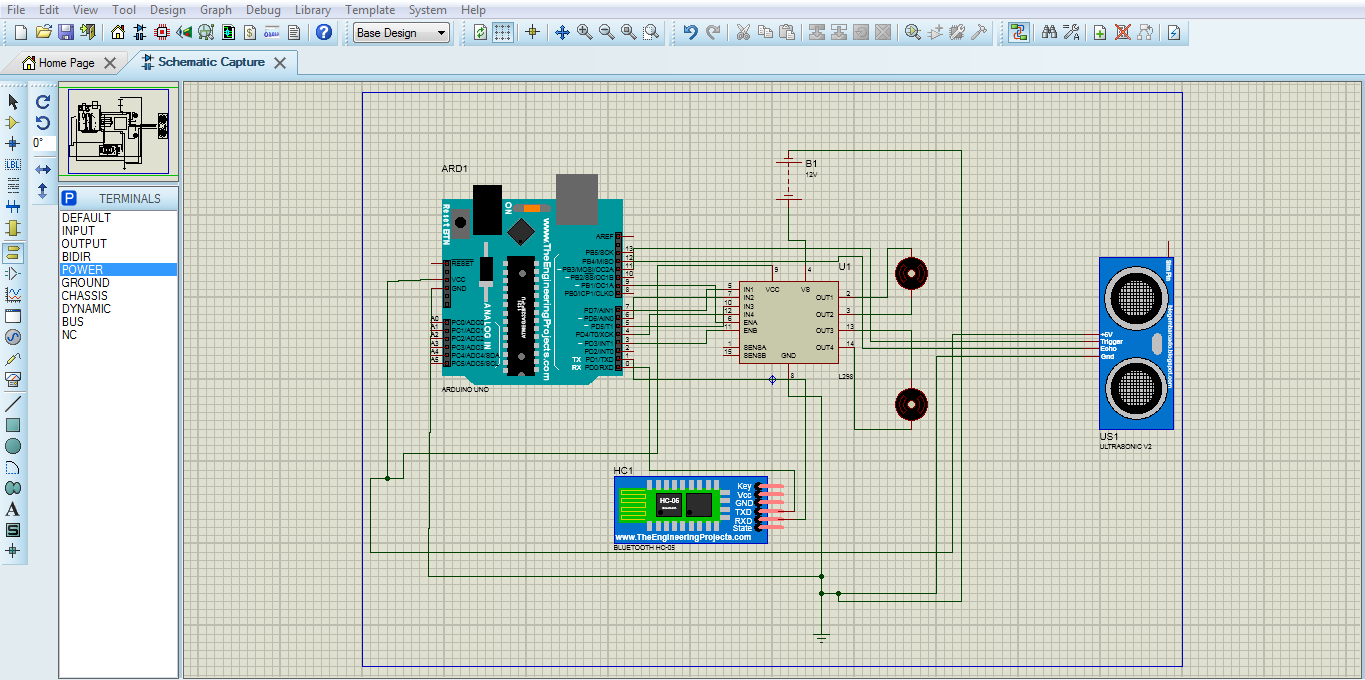 File Edit View Tool Design Graph Debug Library Template System Help
Base Design
Home Page
Schematic Capture
0°
LBL
P TERMINALS
DEFAULT
INPUT
OUTPUT
BIDIR
POWER
GROUND
CHASSIS
DYNAMIC
BUS
NC
A
S
ARD1
Reset BTN
ON
www.TheEngineeringProjects.com
ANALOG IN
RESET
VCC
GND
A0
A1
A2
A3
A4
A5
PC0/ADC0
PC1/ADC1
PC2/ADC2
PC3/ADC3
PC4/ADC4/SDA
PC5/ADC5/SCL
AREF
PB5/SCK 13
PB4/MISO 12
PB3/MOSI/OC2A 11
~ PB2/SS/OC1B 10
~ PB1/OC1A 9
PB0/ICP1/CLKO 8
PD7/AIN1 7
~ PD6/AIN0 6
~ PD5/T1 5
PD4/T0/XCK 4
~ PD3/INT1 3
PD2/INT0 2
TX PD1/TXD 1
RX PD0/RXD 0
ARDUINO UNO
B1
12V
U1
9 4
VCC VS
5 IN1 OUT1 2
7 IN2
10 IN3 OUT2 3
12 IN4
6 ENA OUT3 13
11 ENB
1 SENSA OUT4 14
15 SENSB
GND
8
L298
HC1
HC-05
Key
Vcc
GND
TXD
RXD
State
www.TheEngineeringProjects.com
BLUETOOTH HC-05
+5V
Trigger
Echo
Gnd
blogembarcado.blogspot.com
US1
ULTRASONIC V2